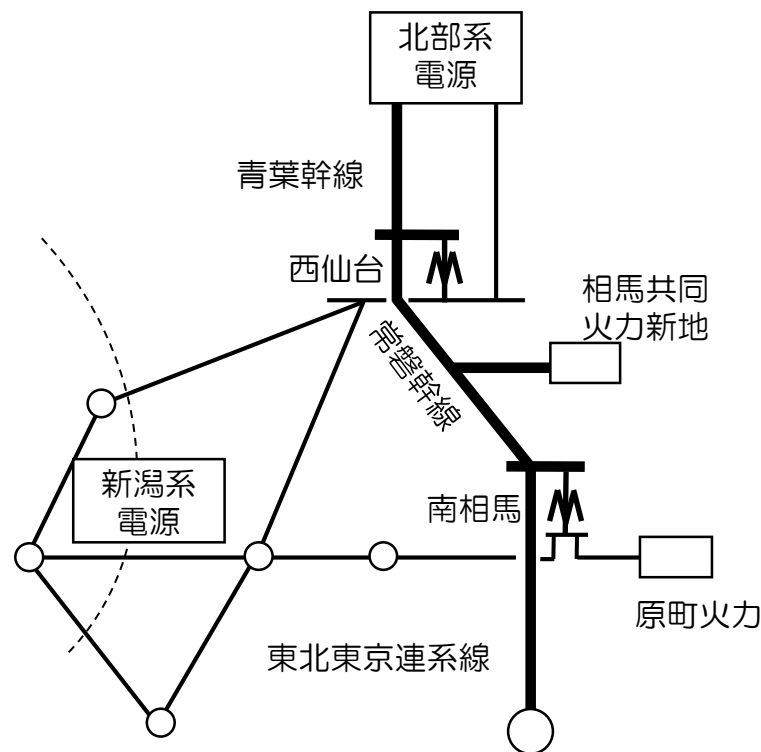 北部系
電源
青葉幹線
西仙台
相馬共同
火力新地
常磐幹線
新潟系
電源
南相馬
原町火力
東北東京連系線